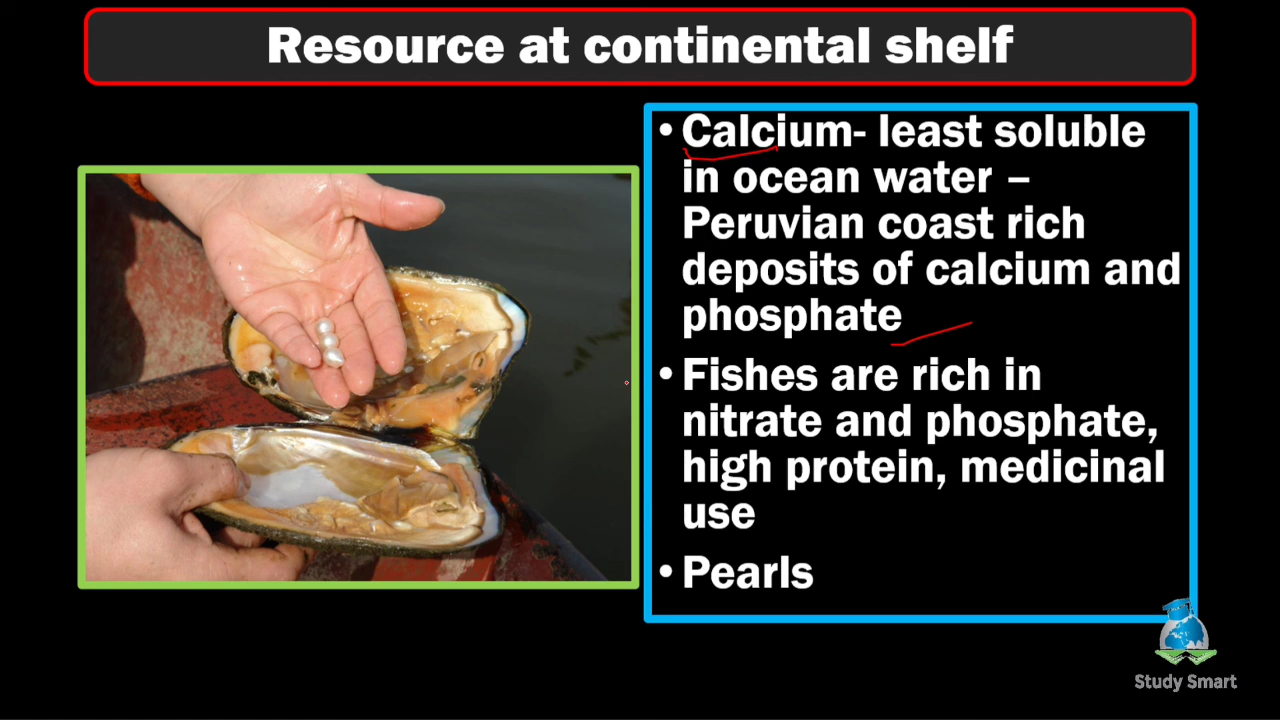 Resource at continental shelf
• Calcium- least soluble
in ocean water –
Peruvian coast rich
deposits of calcium and
phosphate
• Fishes are rich in
nitrate and phosphate,
high protein, medicinal
use
• Pearls
Study Smart